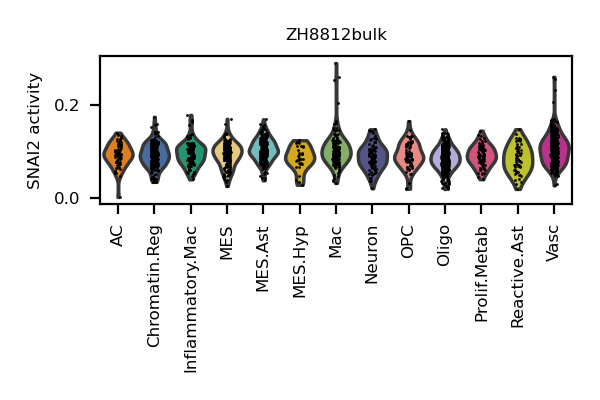 ZH8812bulk
SNAI2 activity
0.2
0.0
AC
Chromatin.Reg
Inflammatory.Mac
MES
MES.Ast
MES.Hyp
Mac
Neuron
OPC
Oligo
Prolif.Metab
Reactive.Ast
Vasc